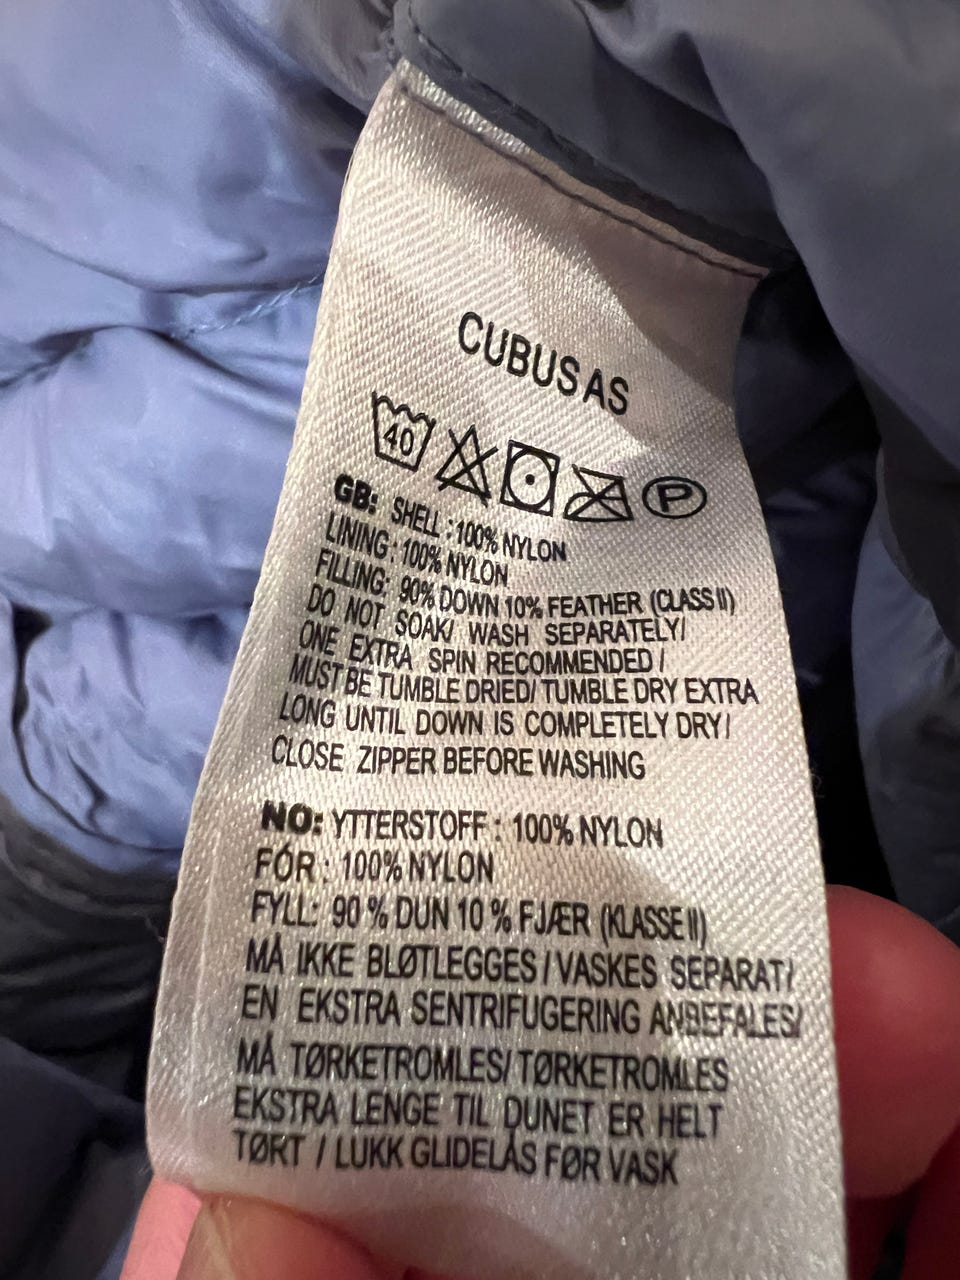 CUBUS AS
40 P
GB: SHELL : 100% NYLON
LINING : 100% NYLON
FILLING: 90% DOWN 10% FEATHER (CLASS II)
DO NOT SOAK/ WASH SEPARATELY/
ONE EXTRA SPIN RECOMMENDED /
MUST BE TUMBLE DRIED/ TUMBLE DRY EXTRA
LONG UNTIL DOWN IS COMPLETELY DRY/
CLOSE ZIPPER BEFORE WASHING
NO: YTTERSTOFF : 100% NYLON
FÓR : 100% NYLON
FYLL: 90 % DUN 10 % FJÆR (KLASSE II)
MÅ IKKE BLØTLEGGES / VASKES SEPARAT/
EN EKSTRA SENTRIFUGERING ANBEFALES/
MÅ TØRKETROMLES/ TØRKETROMLES
EKSTRA LENGE TIL DUNET ER HELT
TØRT / LUKK GLIDELÅS FØR VASK